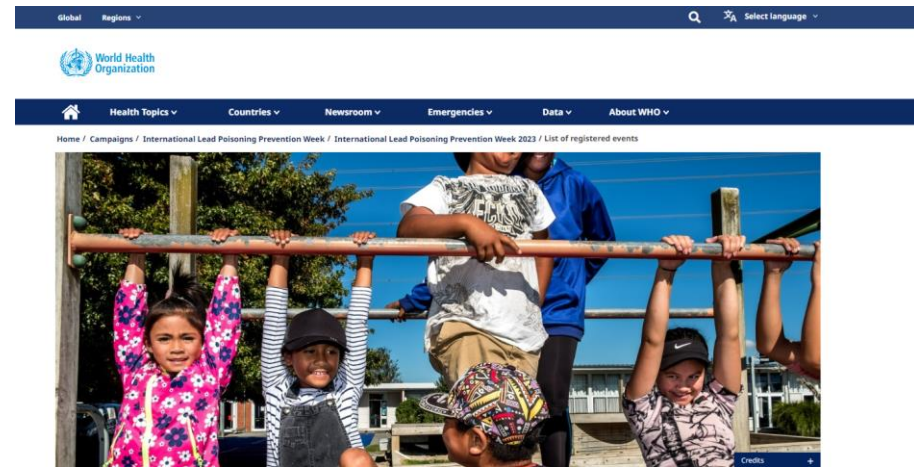 Global Regions
Select language
World Health
Organization
Health Topics Countries Newsroom Emergencies Data About WHO
Home / Campaigns / International Lead Poisoning Prevention Week / International Lead Poisoning Prevention Week 2023 / List of registered events
Credits +